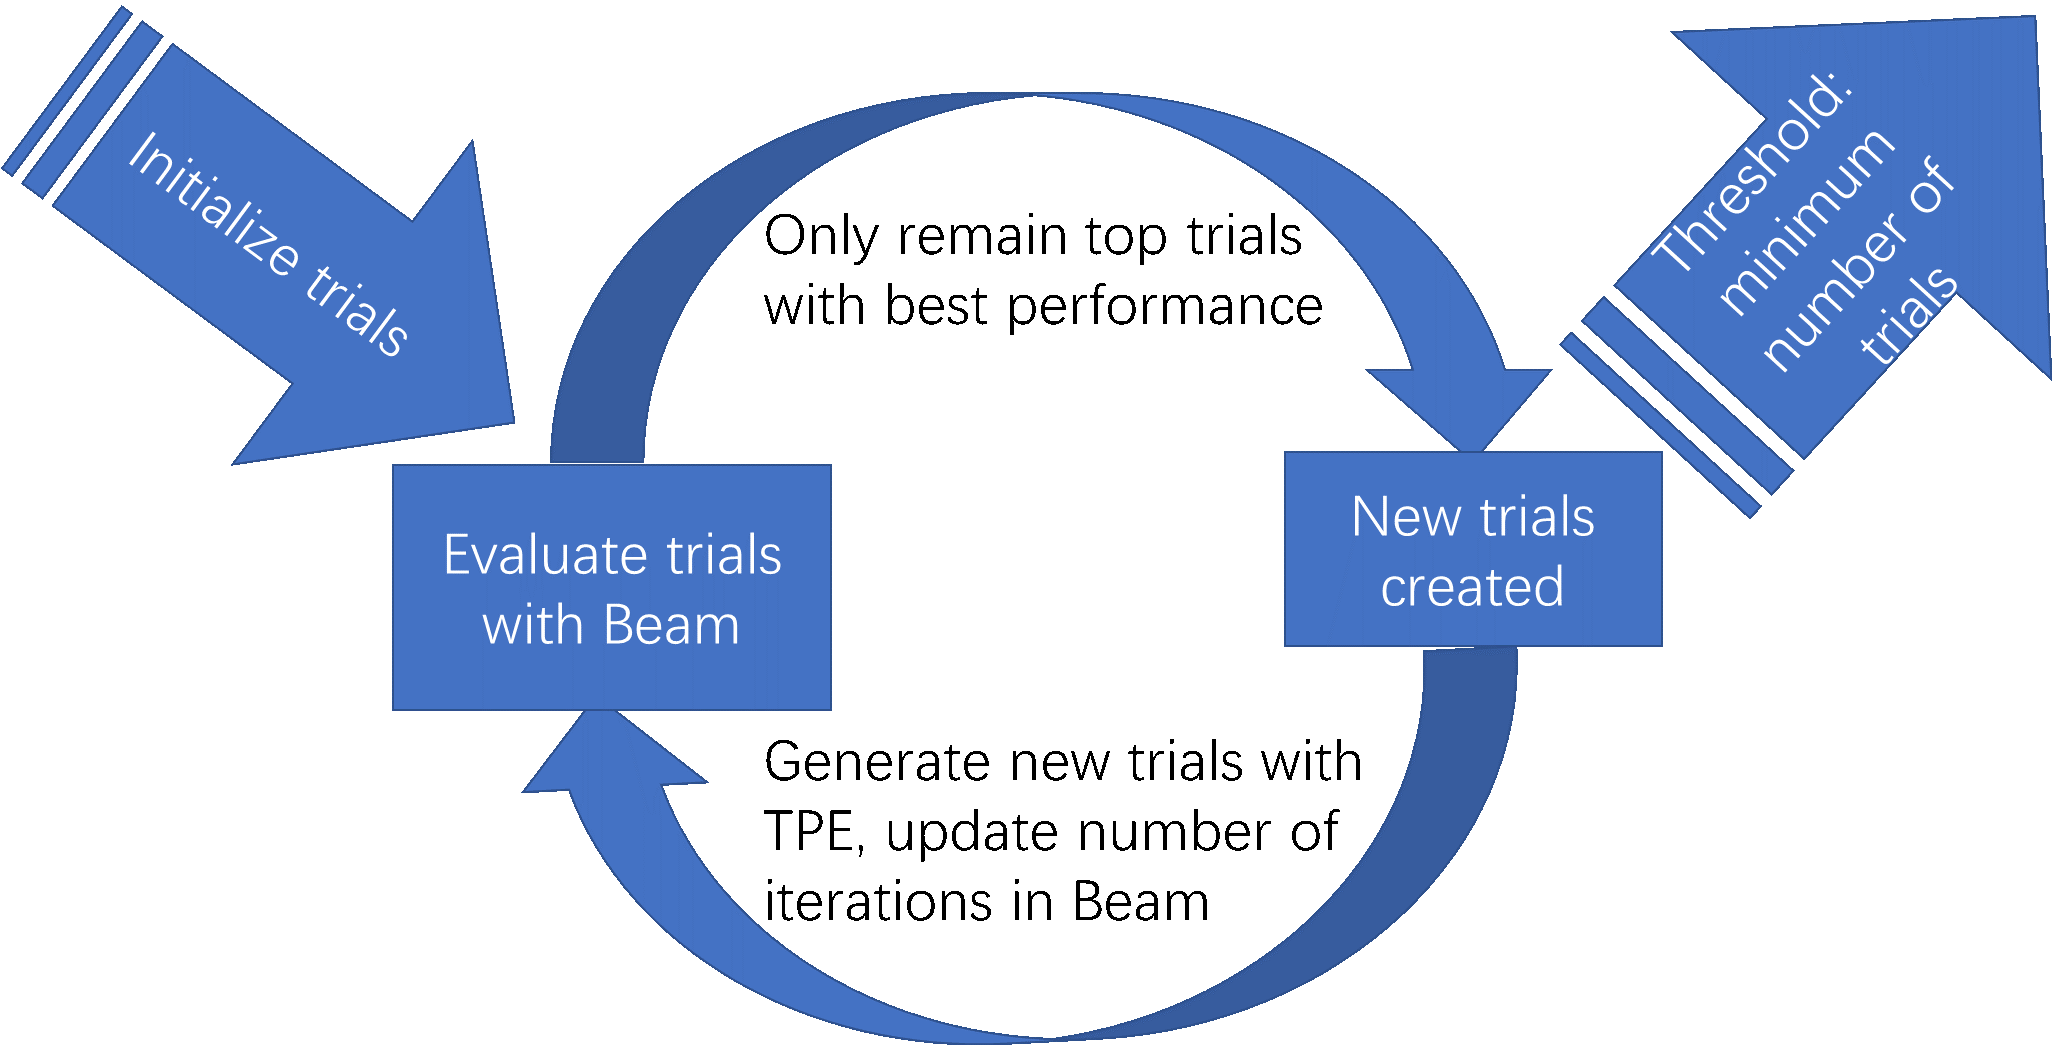 Initialize trials
Only remain top trials
with best performance
Threshold:
minimum
number of
trials
Evaluate trials
with Beam
New trials
created
Generate new trials with
TPE, update number of
iterations in Beam